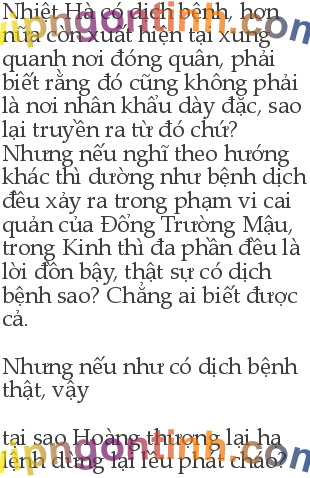 Nhiệt Hà có dịch bệnh, hơn
nữa còn xuất hiện tại xung
quanh nơi đóng quân, phải
biết rằng đó cũng không phải
là nơi nhân khẩu dày đặc, sao
lại truyền ra từ đó chứ?
Nhưng nếu nghĩ theo hướng
khác thì dường như bệnh dịch
đều xảy ra trong phạm vi cai
quản của Đổng Trường Mậu,
trong Kinh thì đa phần đều là
lời đồn bậy, thật sự có dịch
bệnh sao? Chẳng ai biết được
cả.
Nhưng nếu như có dịch bệnh
thật, vậy
tại sao Hoàng thượng lại hạ
lệnh dừng lại lều phát cháo?
vipngontinh.com
vipngontinh.com